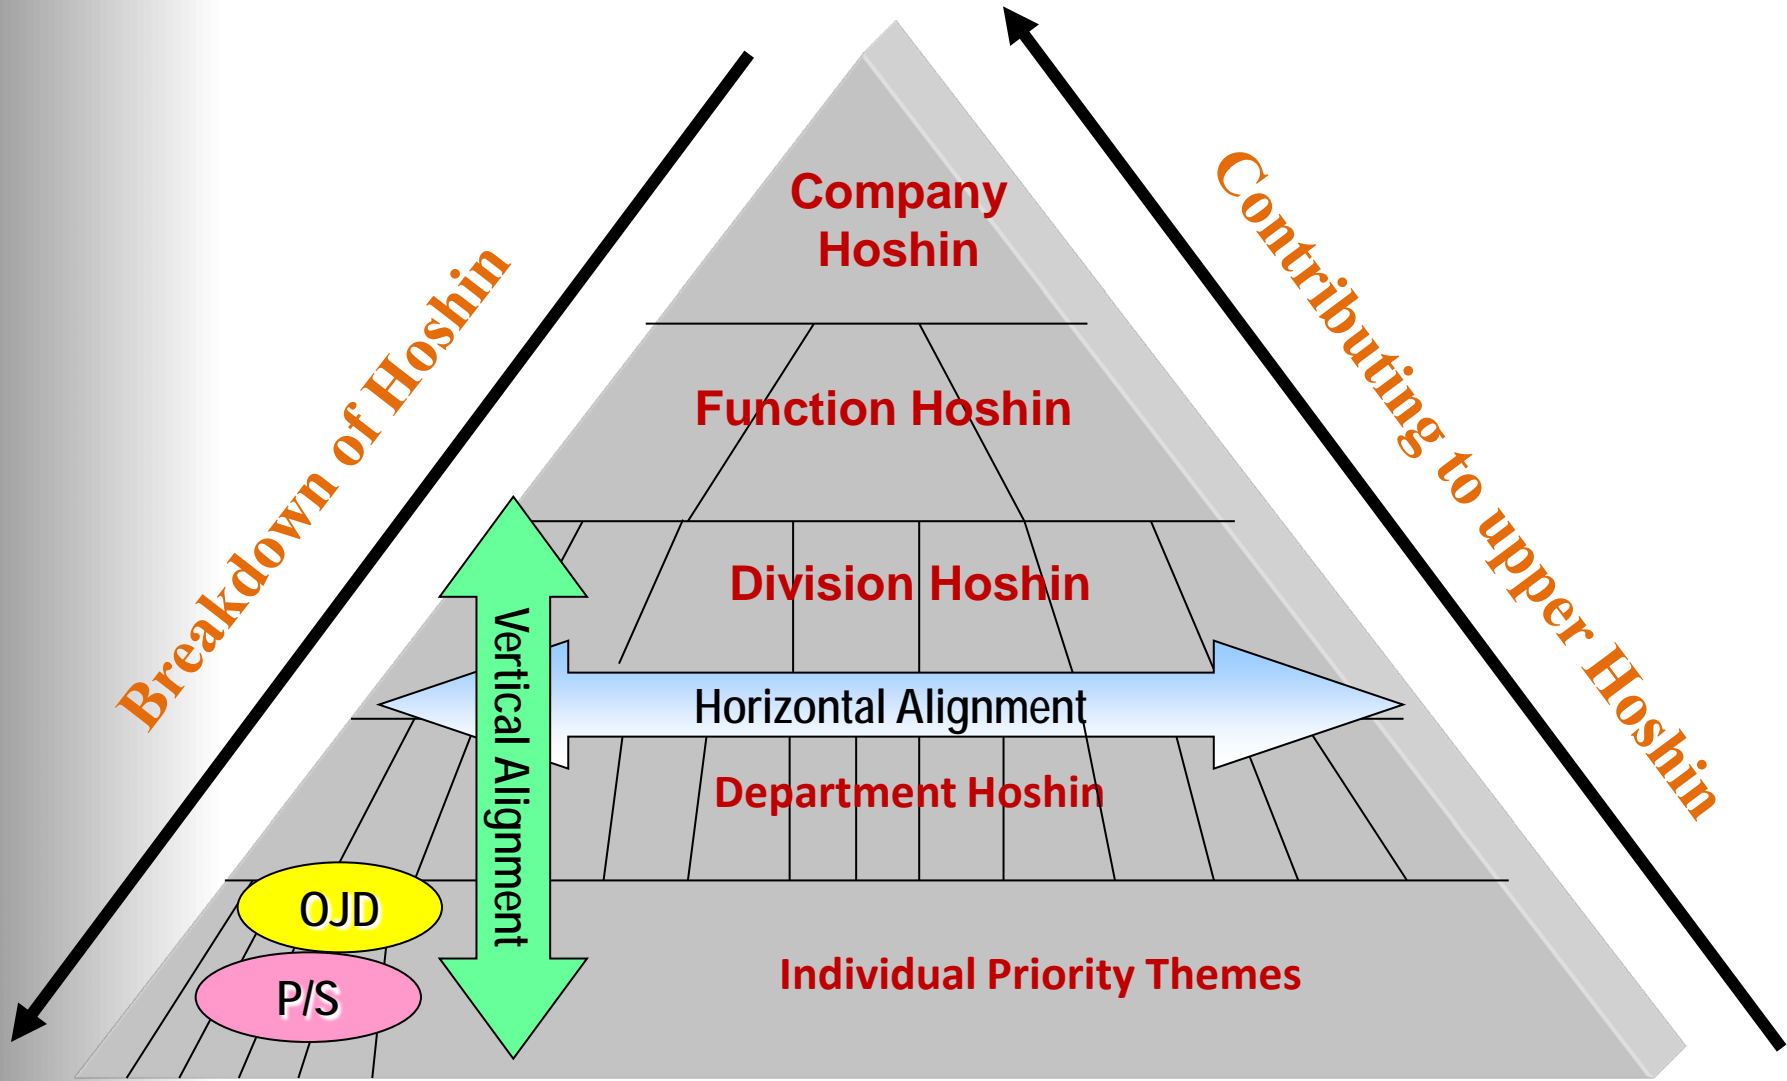 Company
Hoshin
Function Hoshin
Division Hoshin
Horizontal Alignment
Vertical Alignment
Department Hoshin
Individual Priority Themes
OJD
P/S
Breakdown of Hoshin
Contributing to upper Hoshin